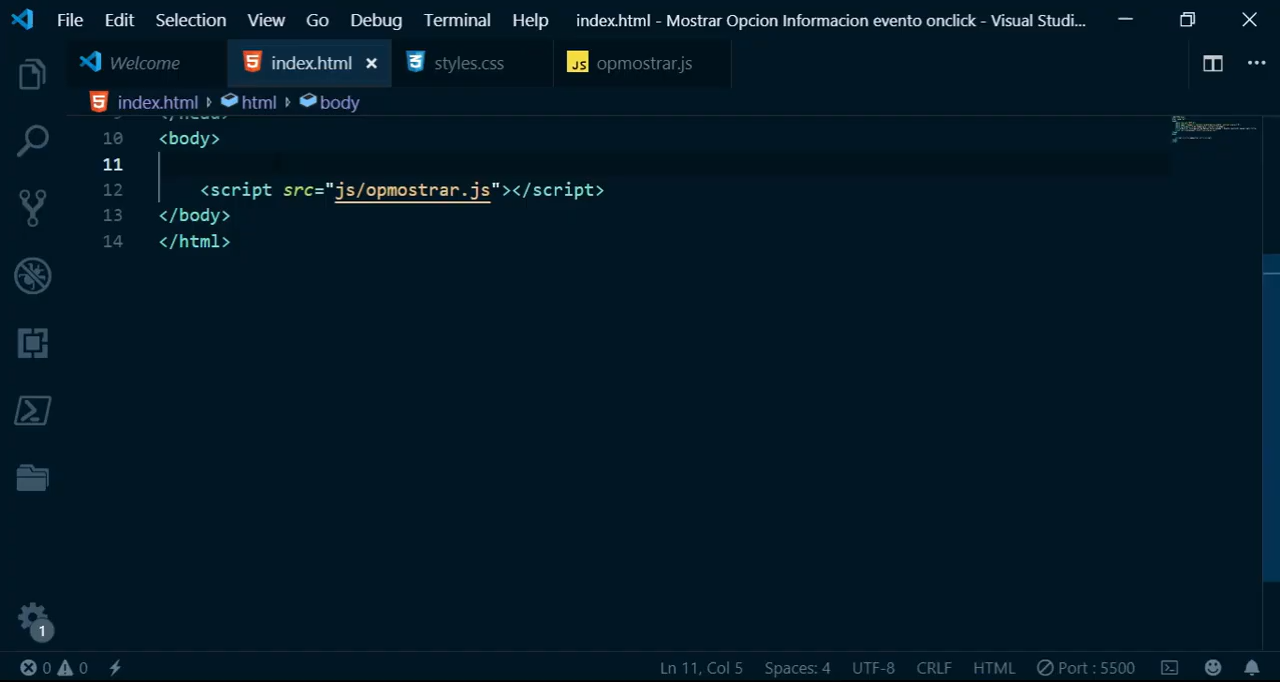 File Edit Selection View Go Debug Terminal Help index.html - Mostrar Opcion Informacion evento onclick - Visual Studi...
Welcome index.html styles.css JS opmostrar.js
index.html html body
9 </head>
10 <body>
11
12 <script src="js/opmostrar.js"></script>
13 </body>
14 </html>
1
0 0 Ln 11, Col 5 Spaces: 4 UTF-8 CRLF HTML Port : 5500